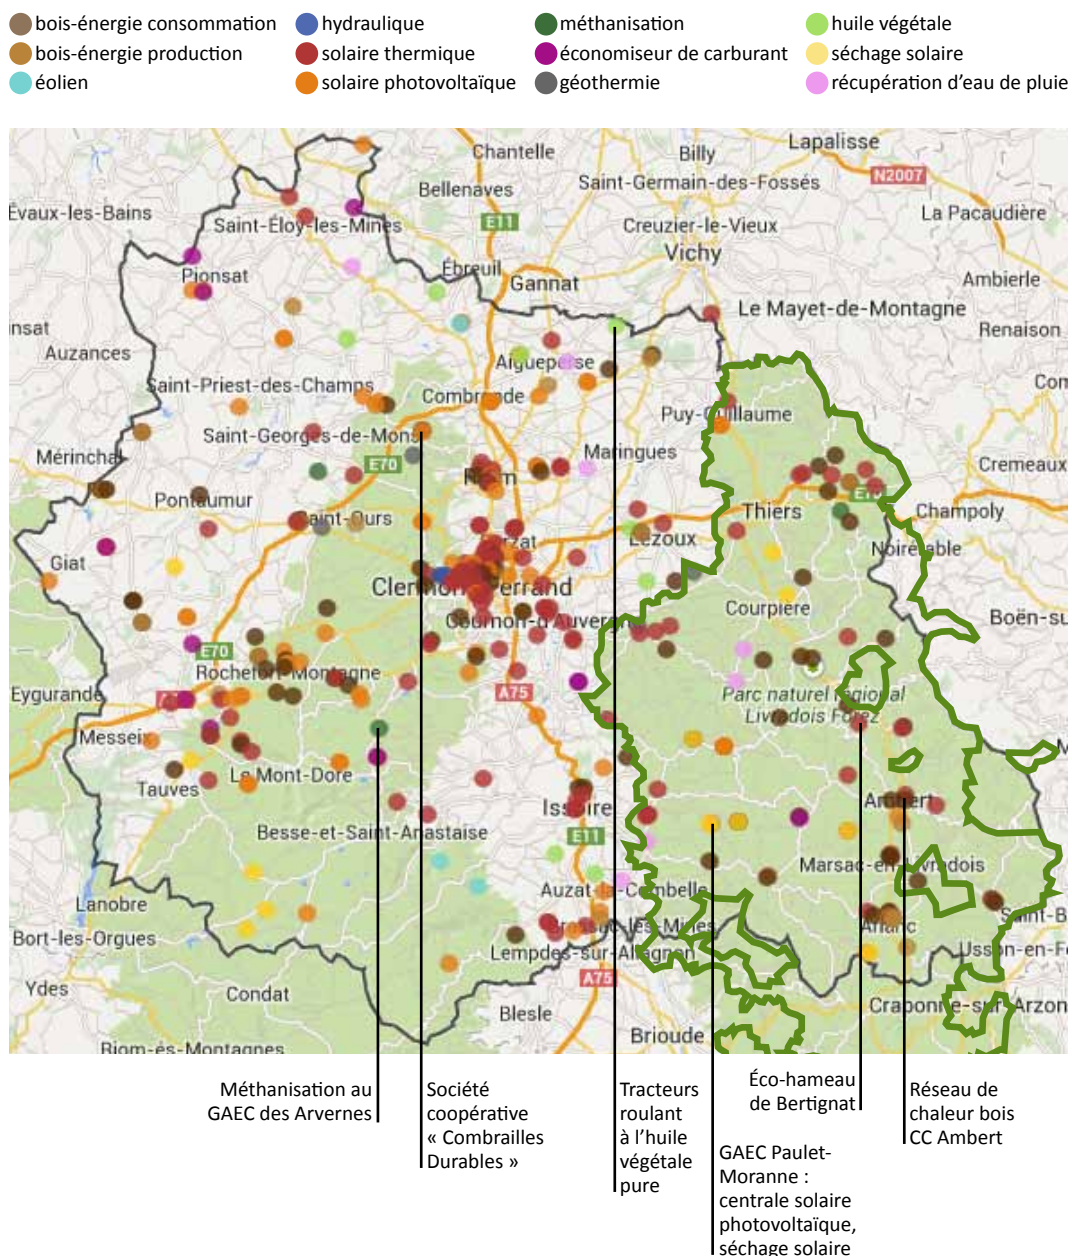 bois-énergie consommation
bois-énergie production
éolien
hydraulique
solaire thermique
solaire photovoltaïque
méthanisation
économiseur de carburant
géothermie
huile végétale
séchage solaire
récupération d'eau de pluie
Chantelle
Billy
Lapalisse
Bellenaves
Saint-Germain-des-Fossés
N2007
Évaux-les-Bains
Saint-Éloy-les-Mines
E11
Creuzier-le-Vieux
La Pacaudière
Vichy
Pionsat
Ébreuil
Gannat
Ambierle
Le Mayet-de-Montagne
Renaison
Auzances
Aigueperse
Saint-Priest-des-Champs
Combronde
Puy-Guillaume
Saint-Georges-de-Mons
Maringues
Mérinchal
E70
Cremeaux
Pontaumur
Riom
Saint-Ours
Thiers
Champoly
Lezoux
Noirétable
Giat
Clermont-Ferrand
Courpière
Cournon-d'Auvergne
E70
Rochefort-Montagne
Eygurande
A75
Parc naturel régional
Livradois Forez
Messeix
Le Mont-Dore
Tauves
Issoire
Ambert
Besse-et-Saint-Anastaise
E11
Marsac-en-Livradois
Auzat-la-Combelle
Lanobre
Arlanc
Bort-les-Orgues
Brassac-les-Mines
Lempdes-sur-Allagnon
A75
Ydes
Condat
Blesle
Craponne-sur-Arzon
Brioude
Riom-és-Montagnes
Méthanisation au
GAEC des Arvernes
Société
coopérative
« Combrailles
Durables »
Tracteurs
roulant
à l'huile
végétale
pure
GAEC Paulet-
Moranne :
centrale solaire
photovoltaïque,
séchage solaire
Éco-hameau
de Bertignat
Réseau de
chaleur bois
CC Ambert